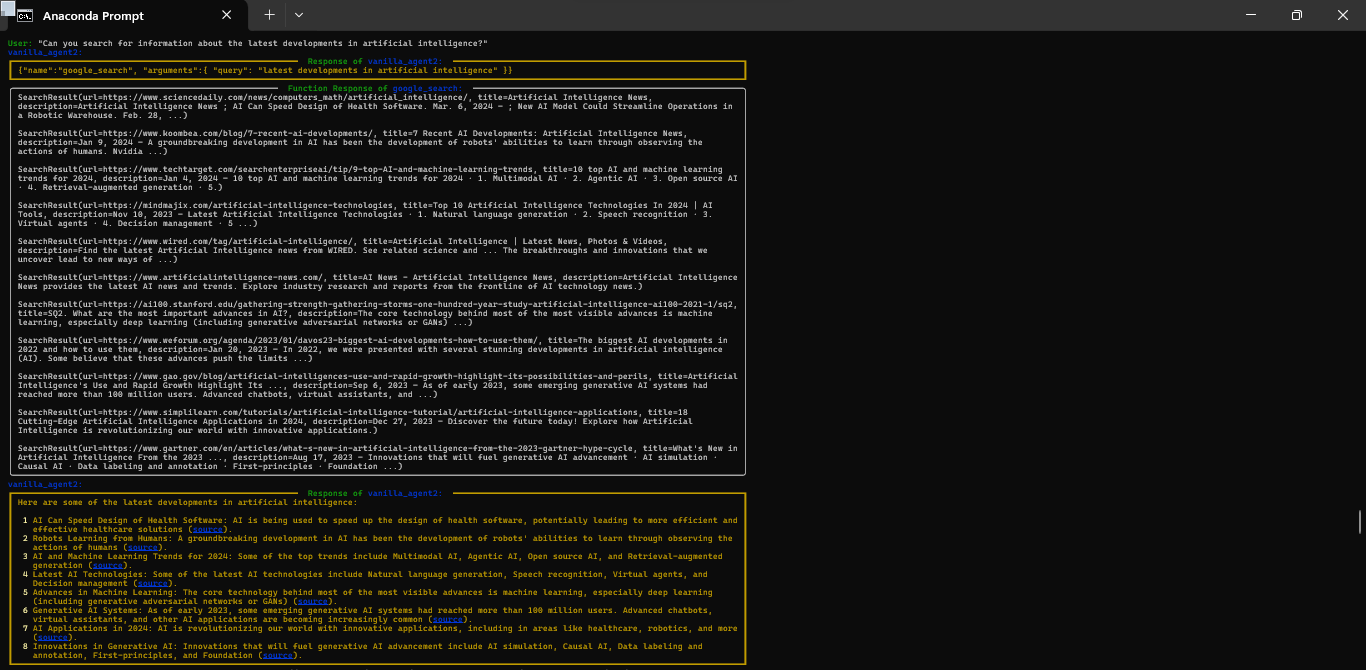 Anaconda Prompt
User: "Can you search for information about the latest developments in artificial intelligence?"
vanilla_agent2:
Response of vanilla_agent2:
{"name":"google_search", "arguments":{ "query": "latest developments in artificial intelligence" }}
Function Response of google_search:
SearchResult(url=https://www.sciencedaily.com/news/computers_math/artificial_intelligence/, title=Artificial Intelligence News,
description=Artificial Intelligence News ; AI Can Speed Design of Health Software. Mar. 6, 2024 — ; New AI Model Could Streamline Operations in
a Robotic Warehouse. Feb. 28, ...)
SearchResult(url=https://www.koombea.com/blog/7-recent-ai-developments/, title=7 Recent AI Developments: Artificial Intelligence News,
description=Jan 9, 2024 — A groundbreaking development in AI has been the development of robots' abilities to learn through observing the
actions of humans. Nvidia ...)
SearchResult(url=https://www.techtarget.com/searchenterpriseai/tip/9-top-AI-and-machine-learning-trends, title=10 top AI and machine learning
trends for 2024, description=Jan 4, 2024 — 10 top AI and machine learning trends for 2024 · 1. Multimodal AI · 2. Agentic AI · 3. Open source AI
· 4. Retrieval-augmented generation · 5.)
SearchResult(url=https://mindmajix.com/artificial-intelligence-technologies, title=Top 10 Artificial Intelligence Technologies In 2024 | AI
Tools, description=Nov 10, 2023 — Latest Artificial Intelligence Technologies · 1. Natural language generation · 2. Speech recognition · 3.
Virtual agents · 4. Decision management · 5 ...)
SearchResult(url=https://www.wired.com/tag/artificial-intelligence/, title=Artificial Intelligence | Latest News, Photos & Videos,
description=Find the latest Artificial Intelligence news from WIRED. See related science and ... The breakthroughs and innovations that we
uncover lead to new ways of ...)
SearchResult(url=https://www.artificialintelligence-news.com/, title=AI News - Artificial Intelligence News, description=Artificial Intelligence
News provides the latest AI news and trends. Explore industry research and reports from the frontline of AI technology news.)
SearchResult(url=https://ai100.stanford.edu/gathering-strength-gathering-storms-one-hundred-year-study-artificial-intelligence-ai100-2021-1/sq2,
title=SQ2. What are the most important advances in AI?, description=The core technology behind most of the most visible advances is machine
learning, especially deep learning (including generative adversarial networks or GANs) ...)
SearchResult(url=https://www.weforum.org/agenda/2023/01/davos23-biggest-ai-developments-how-to-use-them/, title=The biggest AI developments in
2022 and how to use them, description=Jan 20, 2023 — In 2022, we were presented with several stunning developments in artificial intelligence
(AI). Some believe that these advances push the limits ...)
SearchResult(url=https://www.gao.gov/blog/artificial-intelligences-use-and-rapid-growth-highlight-its-possibilities-and-perils, title=Artificial
Intelligence's Use and Rapid Growth Highlight Its ..., description=Sep 6, 2023 — As of early 2023, some emerging generative AI systems had
reached more than 100 million users. Advanced chatbots, virtual assistants, and ...)
SearchResult(url=https://www.simplilearn.com/tutorials/artificial-intelligence-tutorial/artificial-intelligence-applications, title=18
Cutting-Edge Artificial Intelligence Applications in 2024, description=Dec 27, 2023 — Discover the future today! Explore how Artificial
Intelligence is revolutionizing our world with innovative applications.)
SearchResult(url=https://www.gartner.com/en/articles/what-s-new-in-artificial-intelligence-from-the-2023-gartner-hype-cycle, title=What's New in
Artificial Intelligence From the 2023 ..., description=Aug 17, 2023 — Innovations that will fuel generative AI advancement · AI simulation ·
Causal AI · Data labeling and annotation · First-principles · Foundation ...)
vanilla_agent2:
Response of vanilla_agent2:
Here are some of the latest developments in artificial intelligence:
1 AI Can Speed Design of Health Software: AI is being used to speed up the design of health software, potentially leading to more efficient and
effective healthcare solutions (source).
2 Robots Learning from Humans: A groundbreaking development in AI has been the development of robots' abilities to learn through observing the
actions of humans (source).
3 AI and Machine Learning Trends for 2024: Some of the top trends include Multimodal AI, Agentic AI, Open source AI, and Retrieval-augmented
generation (source).
4 Latest AI Technologies: Some of the latest AI technologies include Natural language generation, Speech recognition, Virtual agents, and
Decision management (source).
5 Advances in Machine Learning: The core technology behind most of the most visible advances is machine learning, especially deep learning
(including generative adversarial networks or GANs) (source).
6 Generative AI Systems: As of early 2023, some emerging generative AI systems had reached more than 100 million users. Advanced chatbots,
virtual assistants, and other AI applications are becoming increasingly common (source).
7 AI Applications in 2024: AI is revolutionizing our world with innovative applications, including in areas like healthcare, robotics, and more
(source).
8 Innovations in Generative AI: Innovations that will fuel generative AI advancement include AI simulation, Causal AI, Data labeling and
annotation, First-principles, and Foundation (source).